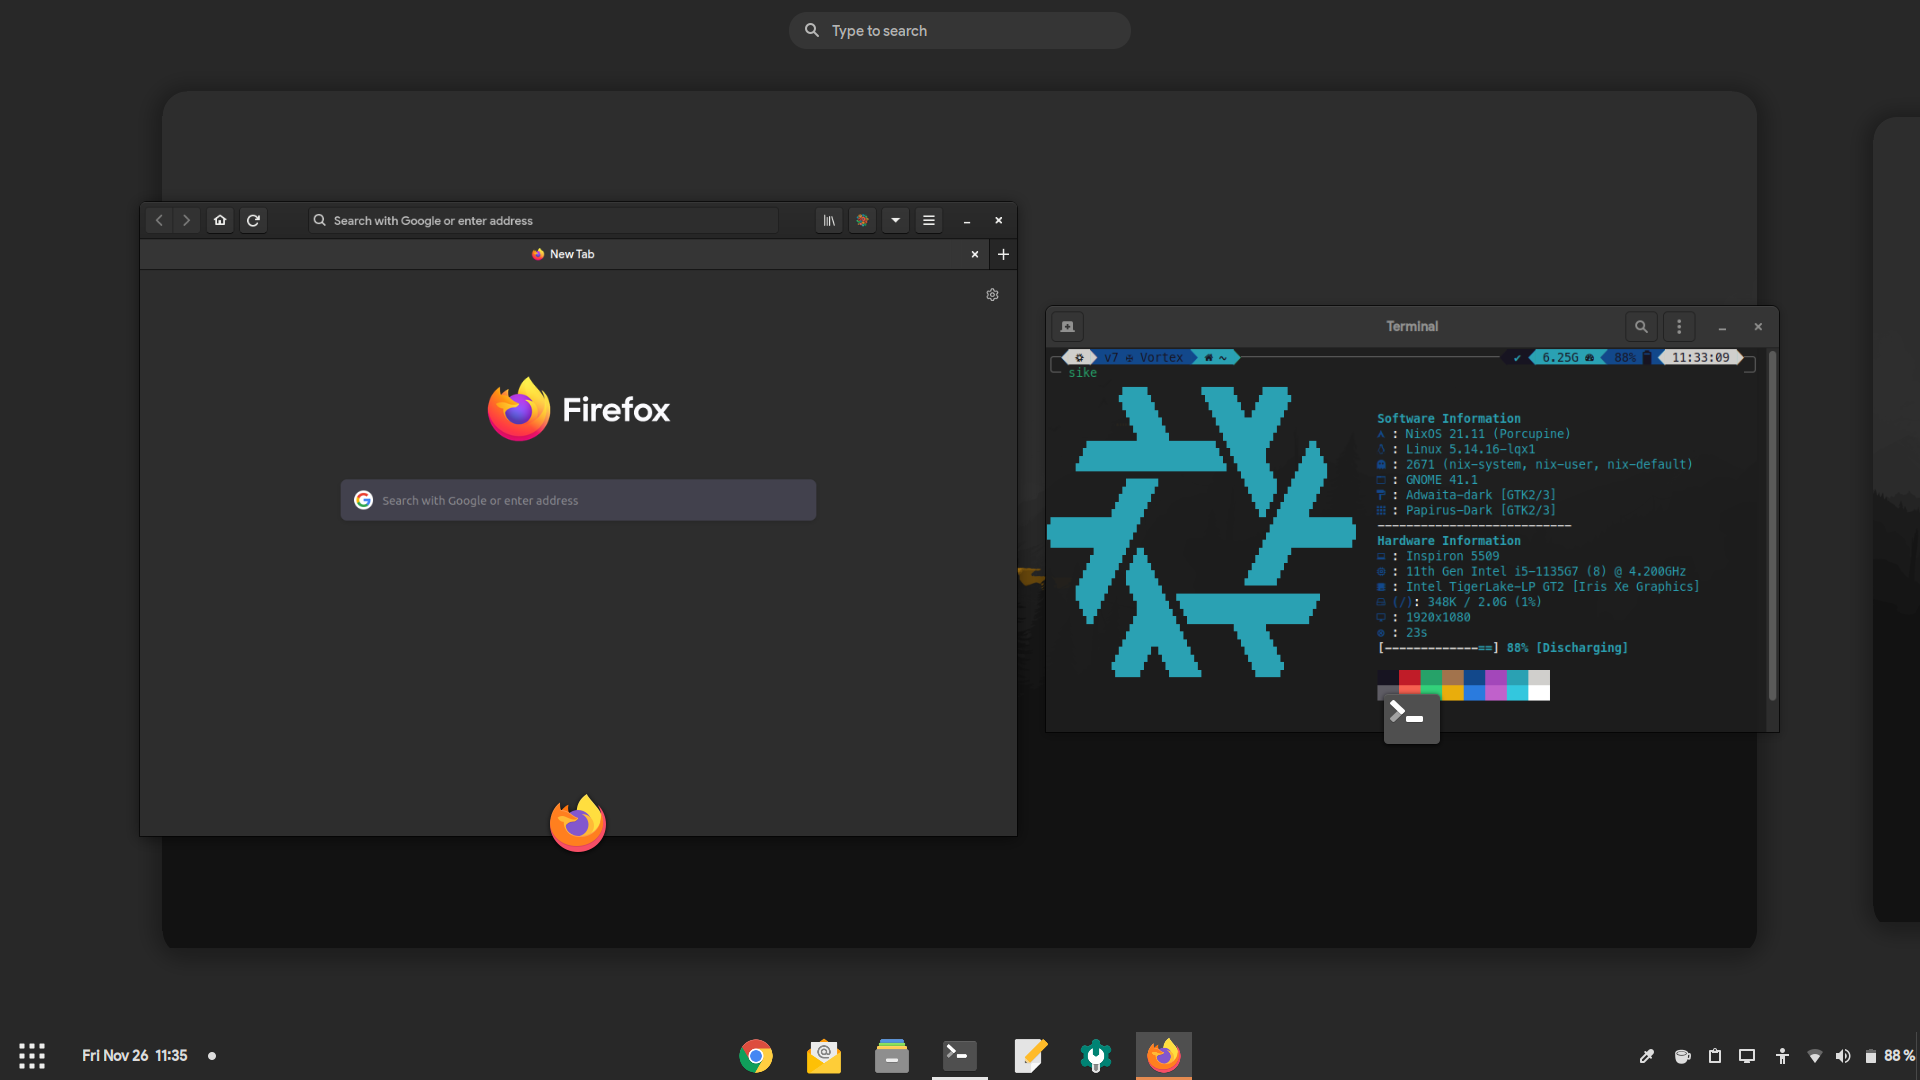 Type to search
Search with Google or enter address
New Tab
Firefox
Search with Google or enter address
Terminal
v7 Vortex ~ ✔ 6.25G 88% 11:33:09
sike
Software Information
: NixOS 21.11 (Porcupine)
: Linux 5.14.16-lqx1
: 2671 (nix-system, nix-user, nix-default)
: GNOME 41.1
: Adwaita-dark [GTK2/3]
: Papirus-Dark [GTK2/3]
---------------------------
Hardware Information
: Inspiron 5509
: 11th Gen Intel i5-1135G7 (8) @ 4.200GHz
: Intel TigerLake-LP GT2 [Iris Xe Graphics]
(/): 348K / 2.0G (1%)
: 1920x1080
: 23s
[-------------==] 88% [Discharging]
Fri Nov 26 11:35
88 %